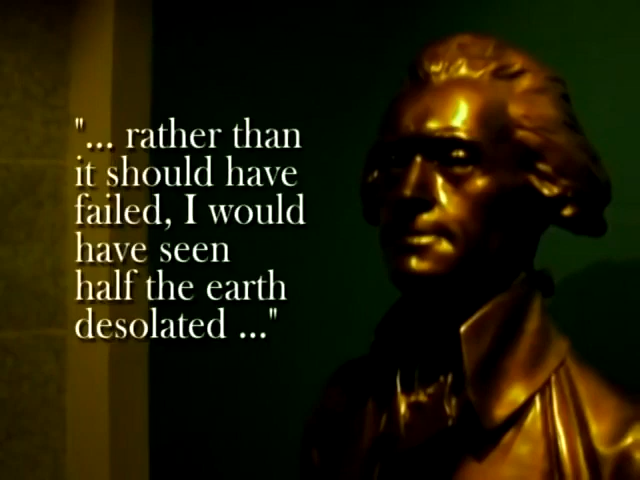 "... rather than
it should have
failed, I would
have seen
half the earth
desolated ..."